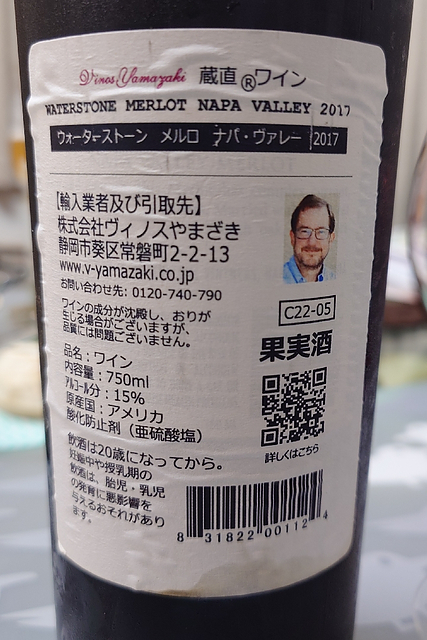 Vinos Yamazaki 蔵直®ワイン
WATERSTONE MERLOT NAPA VALLEY 2017
ウォーターストーン メルロ ナパ・ヴァレー 2017
【輸入業者及び引取先】
株式会社ヴィノスやまざき
静岡市葵区常磐町2-2-13
www.v-yamazaki.co.jp
お問い合わせ先: 0120-740-790
ワインの成分が沈殿し、おりが
生じる場合がございますが、
品質には問題ございません。
品名：ワイン
内容量：750ml
アルコール分：15%
原産国：アメリカ
酸化防止剤（亜硫酸塩）
飲酒は20歳になってから。
妊娠中や授乳期の
飲酒は、胎児・乳児
の発育に悪影響を
与えるおそれがあり
ます。
C22-05
果実酒
詳しくはこちら
8 31822 00112 4